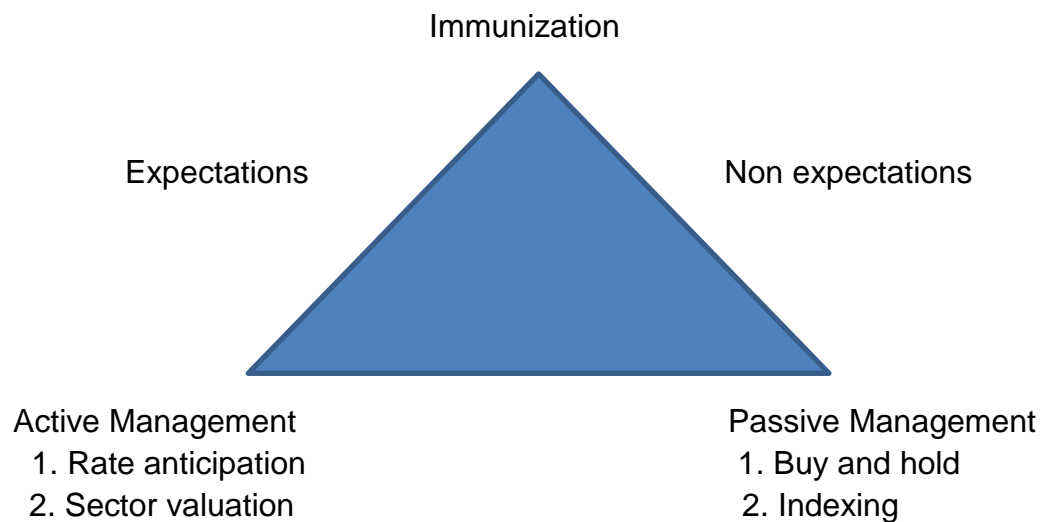 Immunization
Expectations
Non expectations
Active Management
1. Rate anticipation
2. Sector valuation
Passive Management
1. Buy and hold
2. Indexing